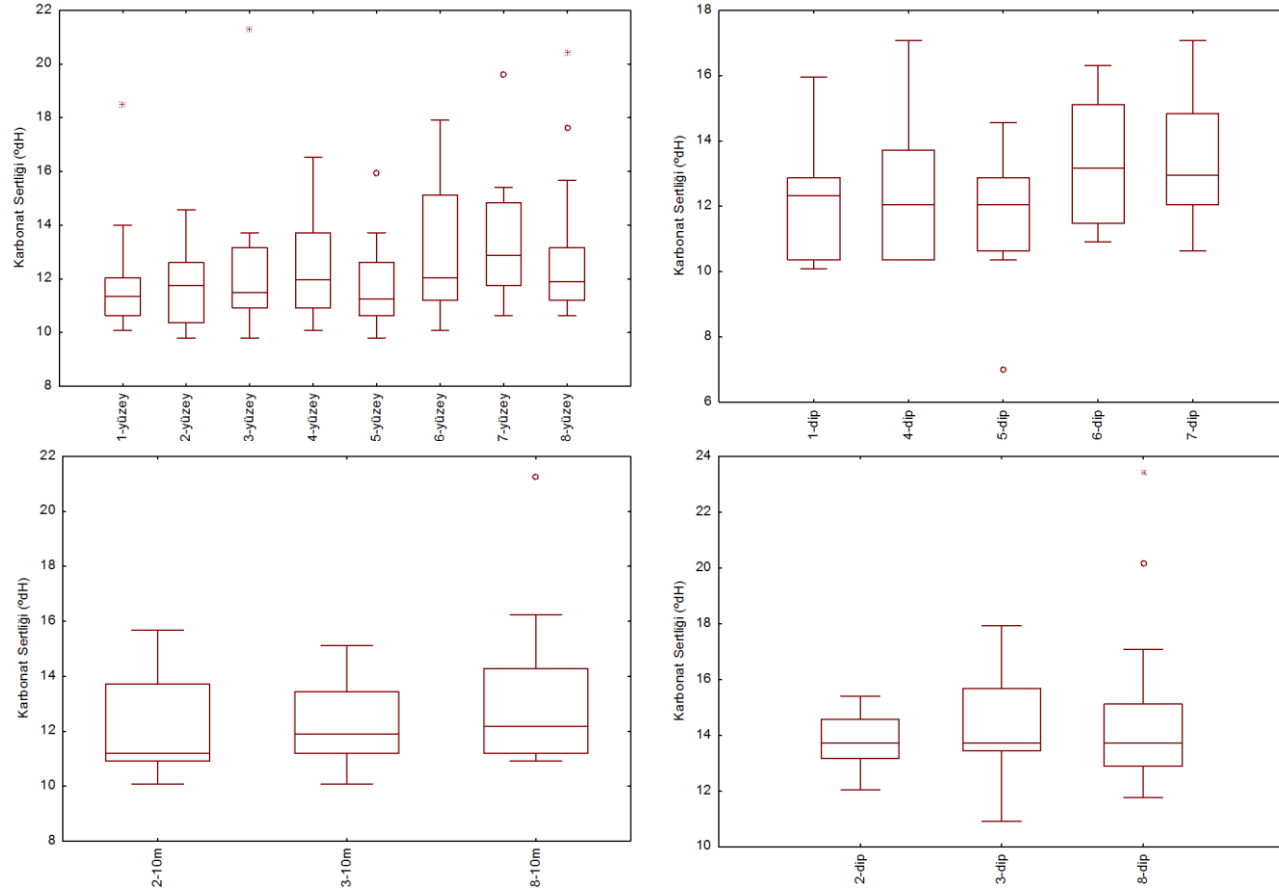 Karbonat Sertliği (ºdH)
22
20
18
16
14
12
10
8
1-yüzey
2-yüzey
3-yüzey
4-yüzey
5-yüzey
6-yüzey
7-yüzey
8-yüzey
Karbonat Sertliği (ºdH)
18
16
14
12
10
8
6
1-dip
4-dip
5-dip
6-dip
7-dip
Karbonat Sertliği (ºdH)
22
20
18
16
14
12
10
8
2-10m
3-10m
8-10m
Karbonat Sertliği (ºdH)
24
22
20
18
16
14
12
10
2-dip
3-dip
8-dip